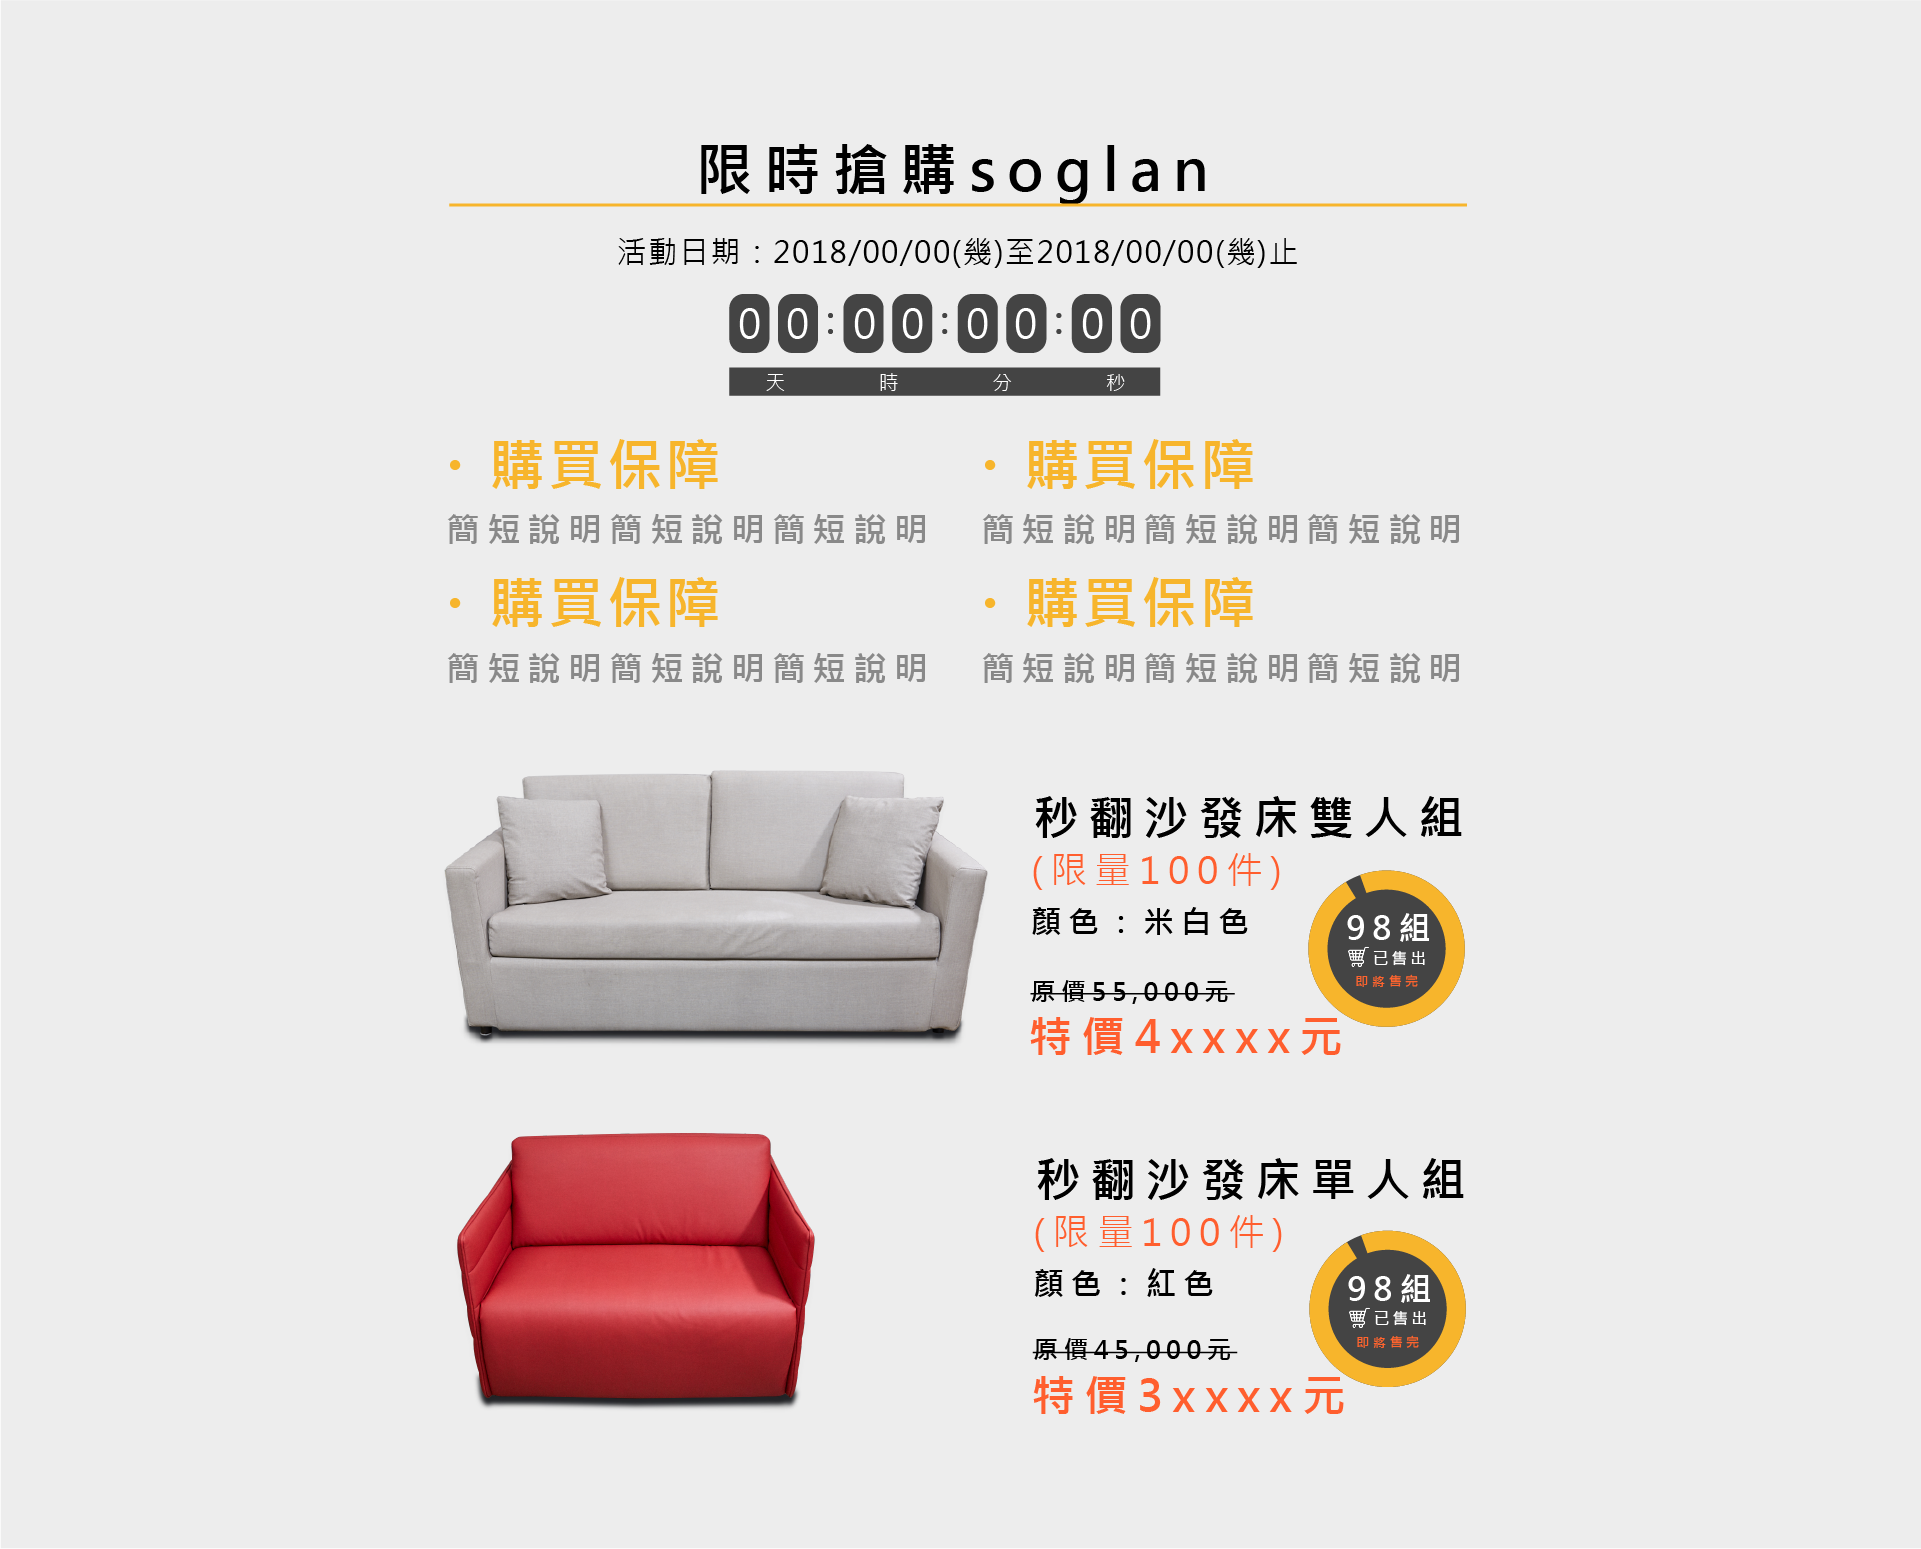 限時搶購soglan
活動日期：2018/00/00(幾)至2018/00/00(幾)止
00:00:00:00
天 時 分 秒
• 購買保障
簡短說明簡短說明簡短說明
• 購買保障
簡短說明簡短說明簡短說明
• 購買保障
簡短說明簡短說明簡短說明
• 購買保障
簡短說明簡短說明簡短說明
秒翻沙發床雙人組
(限量100件)
顏色：米白色
98組
已售出
即將售完
原價55,000元
特價4xxxx元
秒翻沙發床單人組
(限量100件)
顏色：紅色
98組
已售出
即將售完
原價45,000元
特價3xxxx元